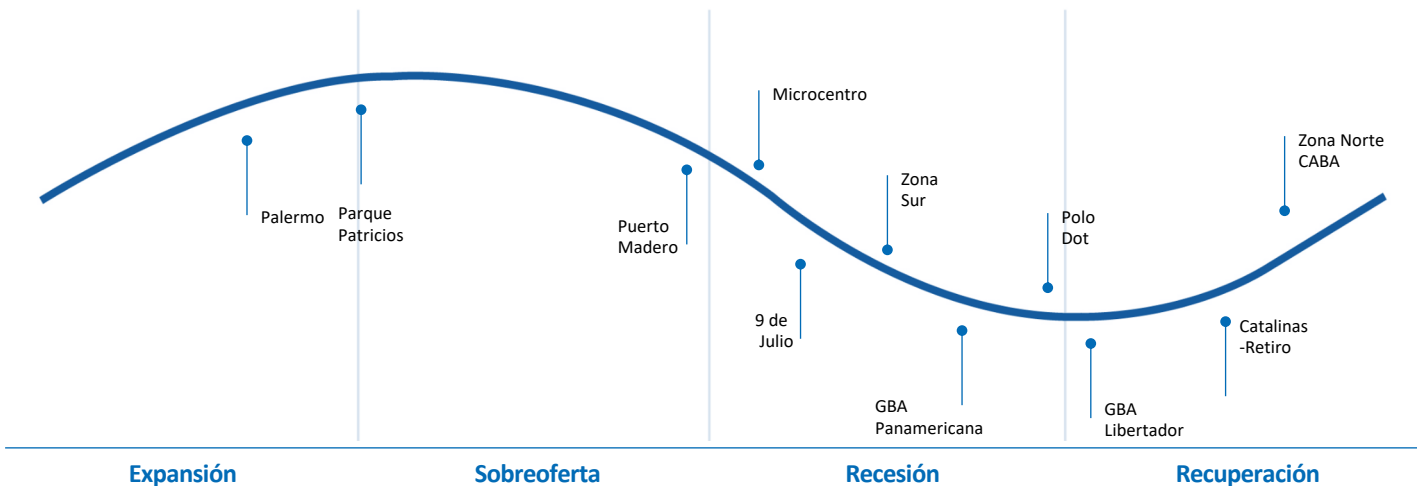 Microcentro
Zona Norte
CABA
Zona
Sur
Palermo
Parque
Patricios
Puerto
Madero
Polo
Dot
9 de
Julio
Catalinas
-Retiro
GBA
Panamericana
GBA
Libertador
Expansión
Sobreoferta
Recesión
Recuperación